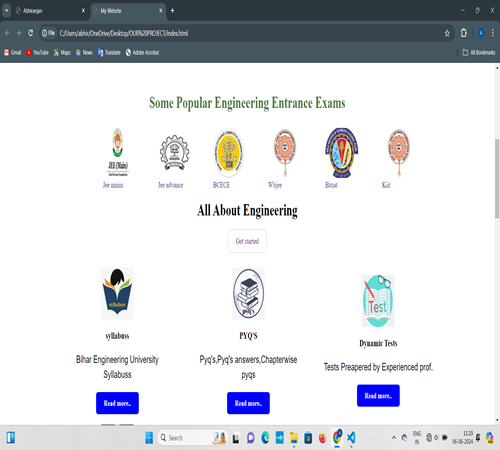 Abhiranjan
My Website
File C:/Users/abhir/OneDrive/Desktop/OUR%20PROJECT/index.html
Gmail YouTube Maps News Translate Adobe Acrobat All Bookmarks
Some Popular Engineering Entrance Exams
JEE (Main)
Jee mains Jee advance BCECE Wbjee Bitsat Kiit
All About Engineering
Get started
syllabus
pyq's
Test
syllabuss PYQ'S Dynamic Tests
Bihar Engineering University
Syllabuss
Pyq's,Pyq's answers,Chapterwise
pyqs
Tests Preapered by Experienced prof.
Read more.. Read more.. Read more..
Search
ENG
IN
11:29
06-06-2024